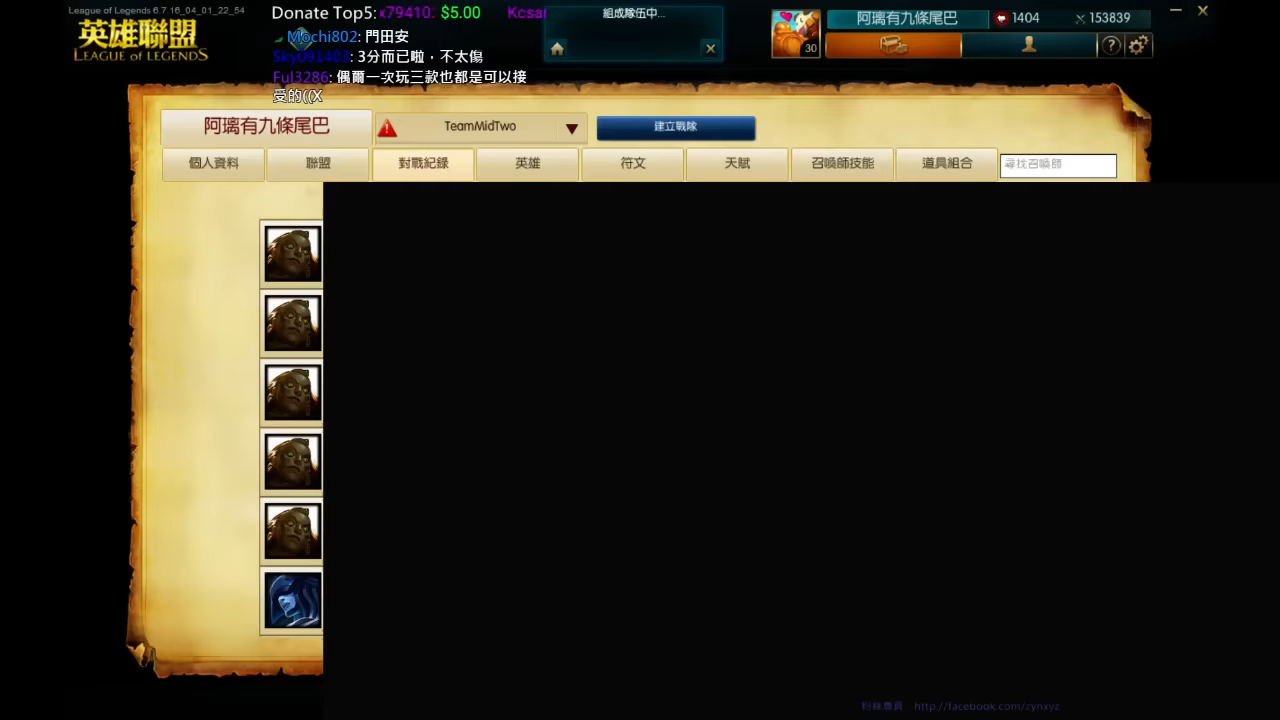 League of Legends 6.7.16_04_01_22_54
英雄聯盟
LEAGUE of LEGENDS
Donate Top5: x79410. $5.00 Kcsa
Mochi802: 門田安
Sky091403: 3分而已啦，不太傷
Ful3286: 偶爾一次玩三款也都是可以接
受的((X
組成隊伍中...
30
阿璃有九條尾巴
1404
153839
?
阿璃有九條尾巴
TeamMidTwo
建立戰隊
個人資料
聯盟
對戰紀錄
英雄
符文
天賦
召喚師技能
道具組合
尋找召喚師
粉絲專頁 http://facebook.com/zynxyz